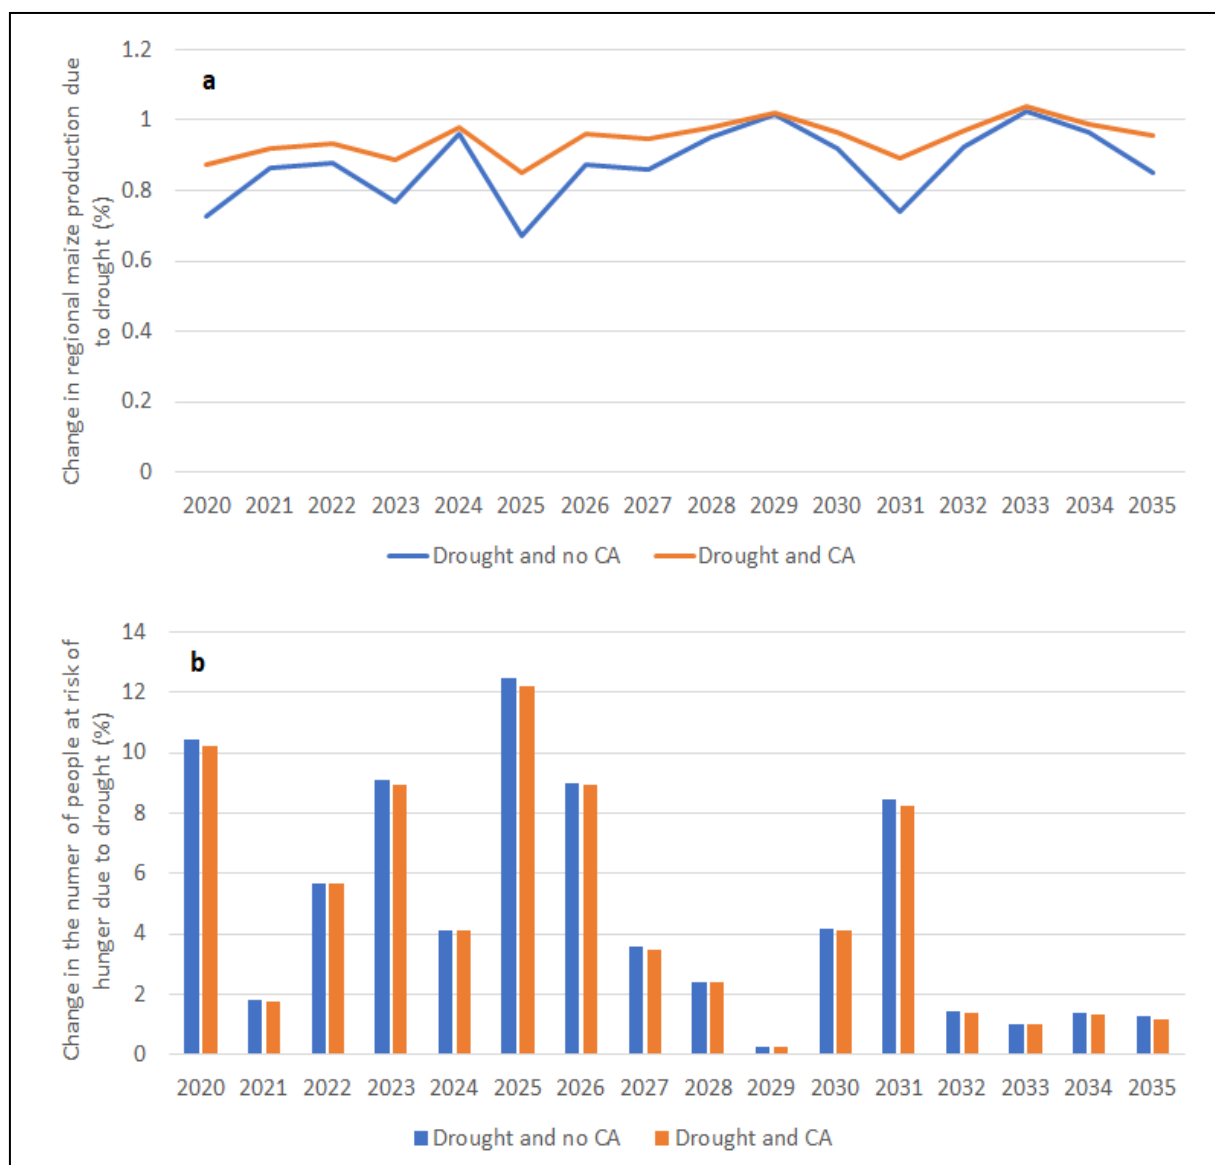 a
Change in regional maize production due
to drought (%)
1.2
1
0.8
0.6
0.4
0.2
0
2020 2021 2022 2023 2024 2025 2026 2027 2028 2029 2030 2031 2032 2033 2034 2035
Drought and no CA Drought and CA
b
Change in the numer of people at risk of
hunger due to drought (%)
14
12
10
8
6
4
2
0
2020 2021 2022 2023 2024 2025 2026 2027 2028 2029 2030 2031 2032 2033 2034 2035
Drought and no CA Drought and CA